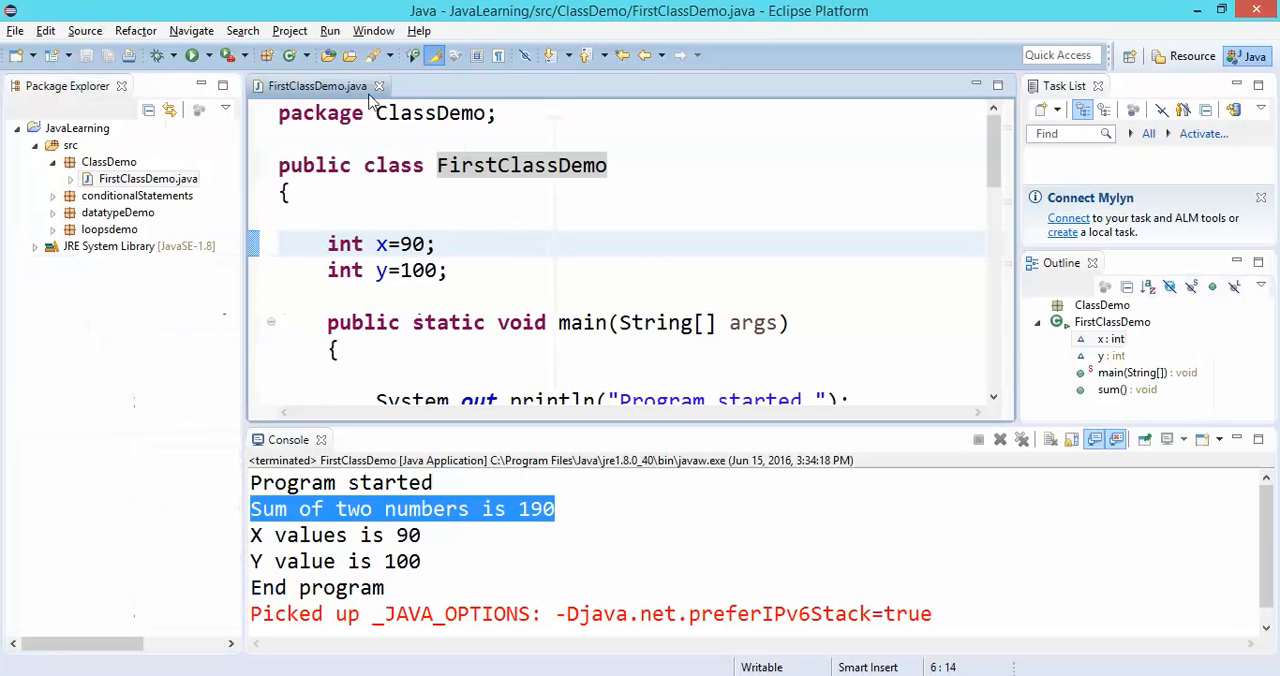 Java - JavaLearning/src/ClassDemo/FirstClassDemo.java - Eclipse Platform
File Edit Source Refactor Navigate Search Project Run Window Help
Quick Access Resource Java
Package Explorer
JavaLearning
src
ClassDemo
FirstClassDemo.java
conditionalStatements
datatypeDemo
loopsdemo
JRE System Library [JavaSE-1.8]
FirstClassDemo.java
package ClassDemo;
public class FirstClassDemo
{
int x=90;
int y=100;
public static void main(String[] args)
{
System.out.println("Program started ");
Task List
Find All Activate...
Connect Mylyn
Connect to your task and ALM tools or
create a local task.
Outline
ClassDemo
FirstClassDemo
x : int
y : int
main(String[]) : void
sum() : void
Console
<terminated> FirstClassDemo [Java Application] C:\Program Files\Java\jre1.8.0_40\bin\javaw.exe (Jun 15, 2016, 3:34:18 PM)
Program started
Sum of two numbers is 190
X values is 90
Y value is 100
End program
Picked up _JAVA_OPTIONS: -Djava.net.preferIPv6Stack=true
Writable Smart Insert 6 : 14